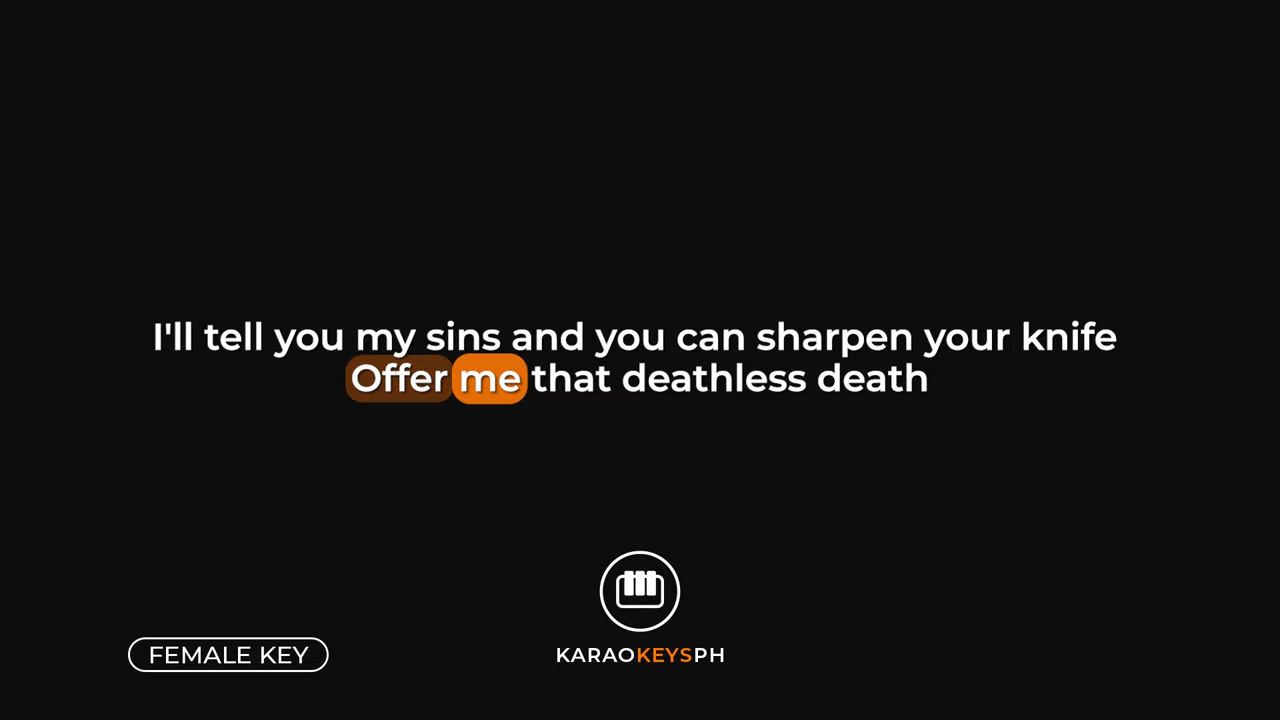 I'll tell you my sins and you can sharpen your knife
Offer me that deathless death
KARAOKEYSPH
FEMALE KEY